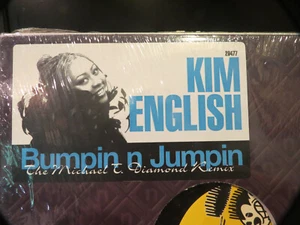 20477
KIM
ENGLISH
Bumpin n Jumpin
The Michael T. Diamond Remix